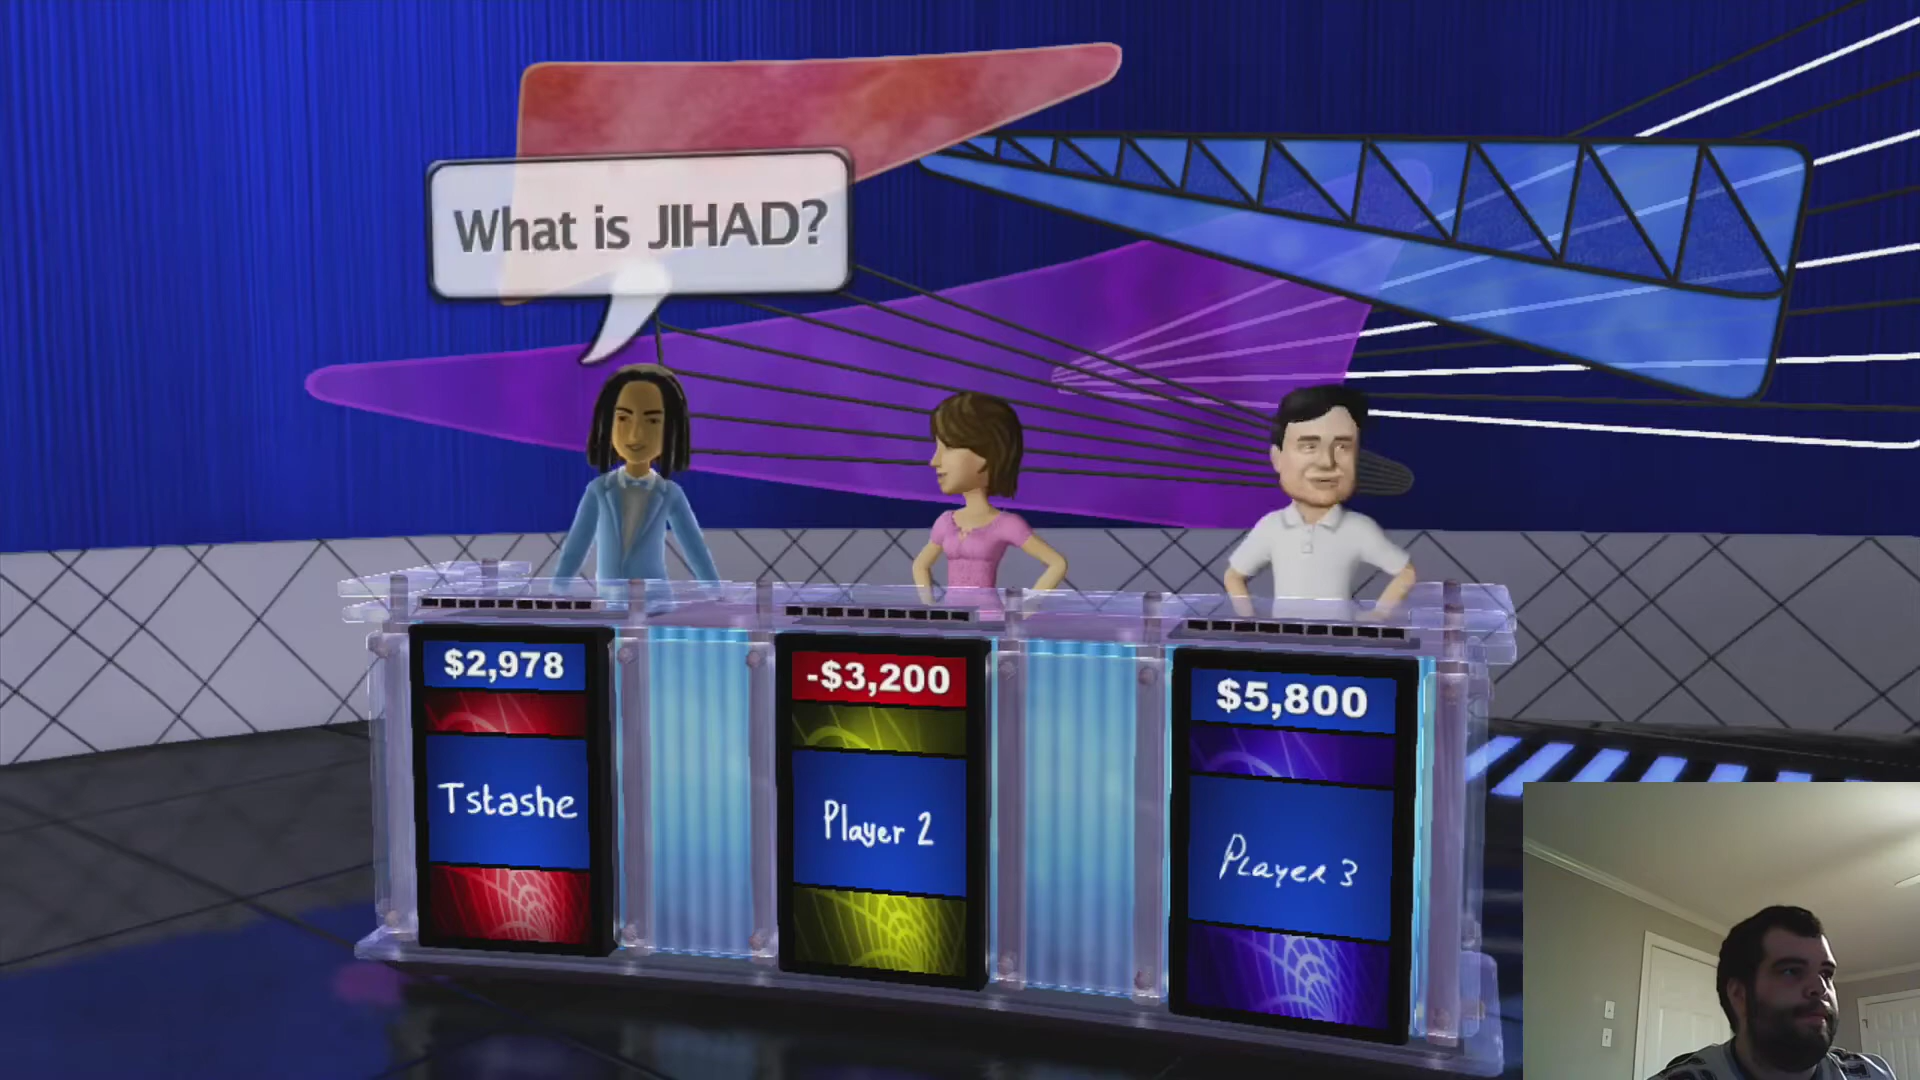 What is JIHAD?
$2,978
-$3,200
$5,800
Tstashe
Player 2
Player 3